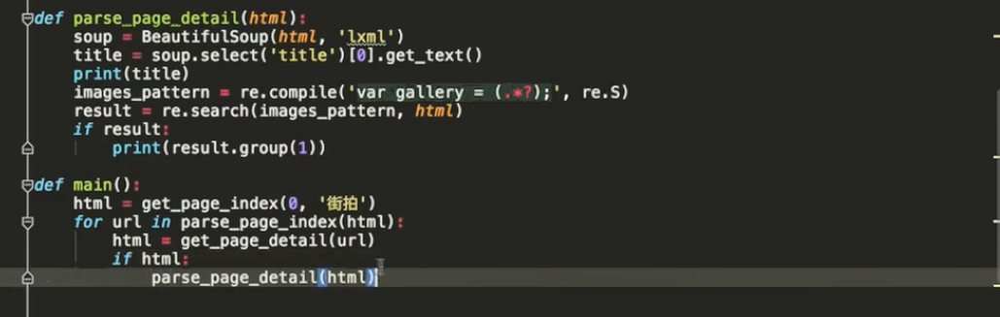 def parse_page_detail(html):
    soup = BeautifulSoup(html, 'lxml')
    title = soup.select('title')[0].get_text()
    print(title)
    images_pattern = re.compile('var gallery = (.*?);', re.S)
    result = re.search(images_pattern, html)
    if result:
        print(result.group(1))
def main():
    html = get_page_index(0, '街拍')
    for url in parse_page_index(html):
        html = get_page_detail(url)
        if html:
            parse_page_detail(html)